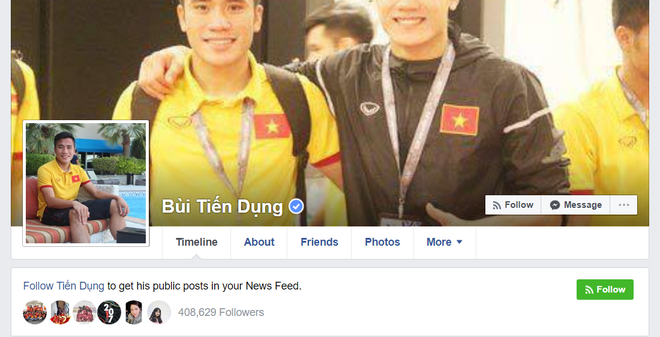 Bùi Tiến Dụng
Follow Message ...
Timeline About Friends Photos More
Follow Tiến Dụng to get his public posts in your News Feed.
Follow
408,629 Followers